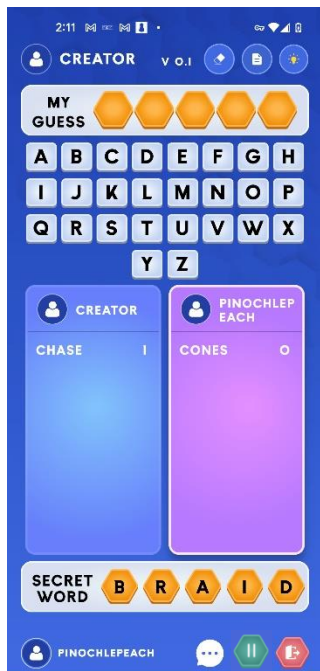 2:11
CREATOR V 0.1
MY
GUESS
A B C D E F G H
I J K L M N O P
Q R S T U V W X
Y Z
CREATOR
CHASE 1
PINOCHLEP
EACH
CONES 0
SECRET
WORD
B R A I D
PINOCHLEPEACH